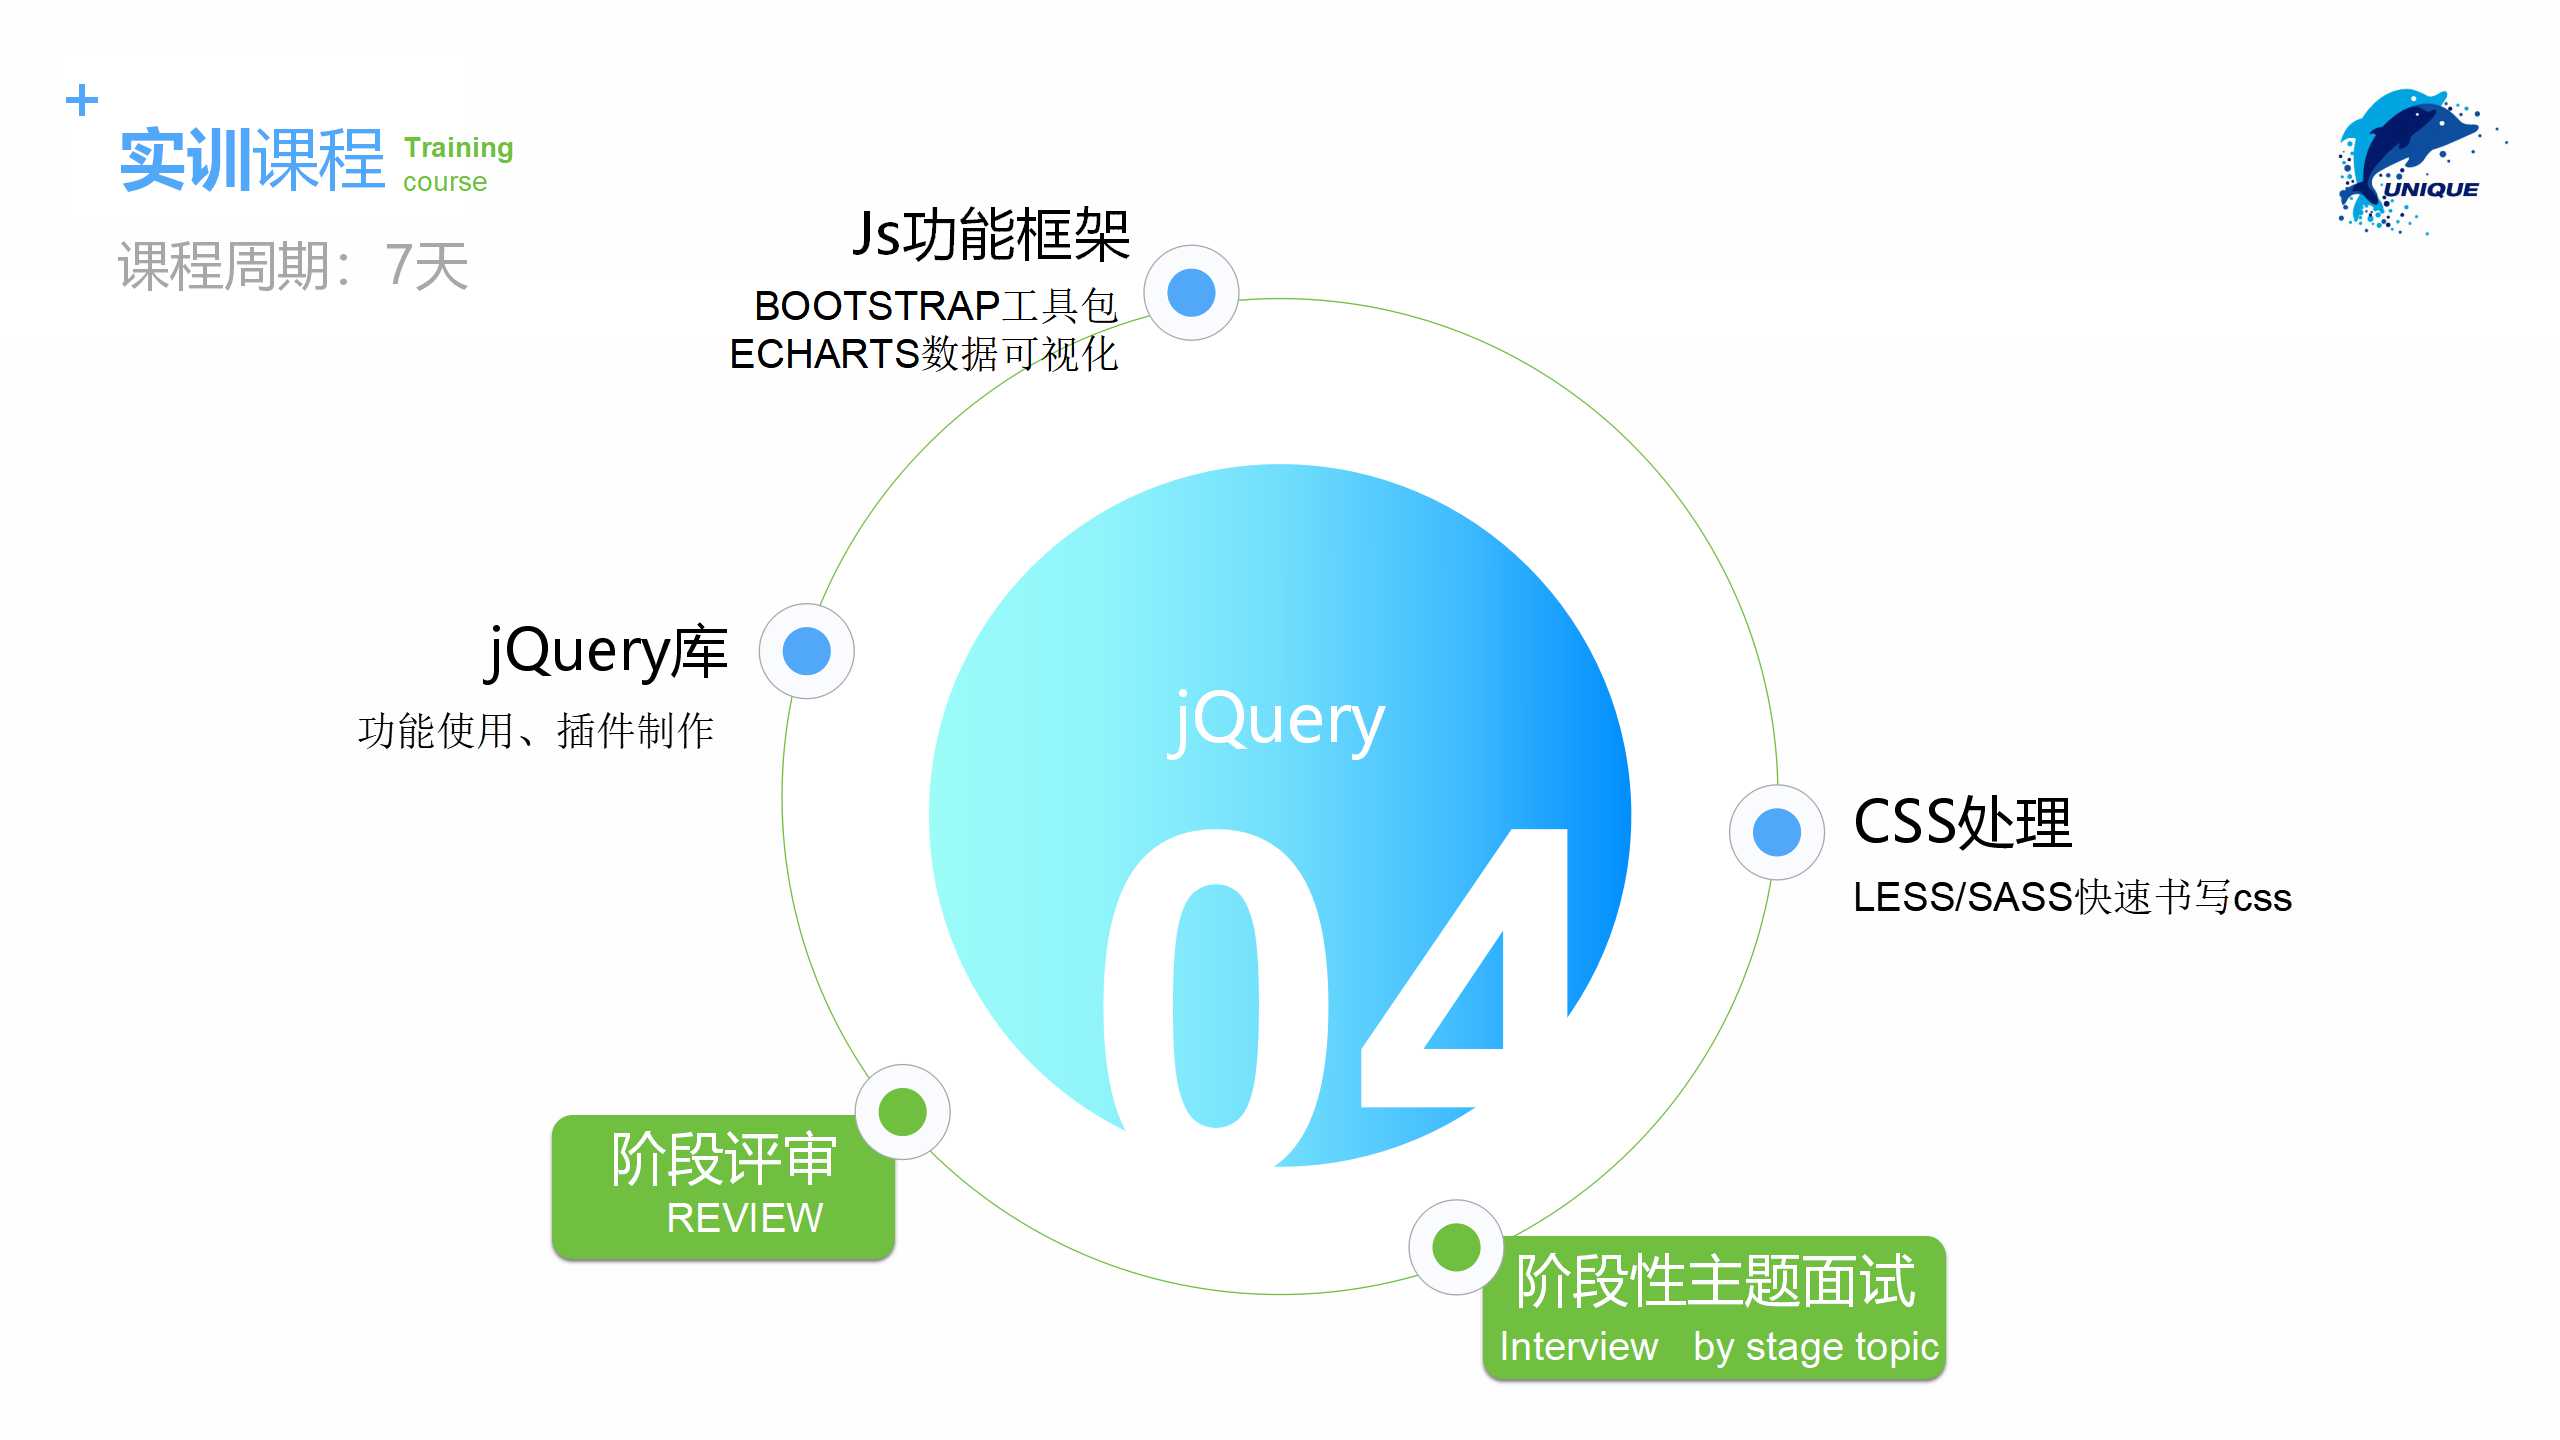 +
实训课程
Training
course
课程周期：7天
UNIQUE
Js功能框架
BOOTSTRAP工具包
ECHARTS数据可视化
jQuery库
功能使用、插件制作
jQuery
04
CSS处理
LESS/SASS快速书写css
阶段评审
REVIEW
阶段性主题面试
Interview by stage topic